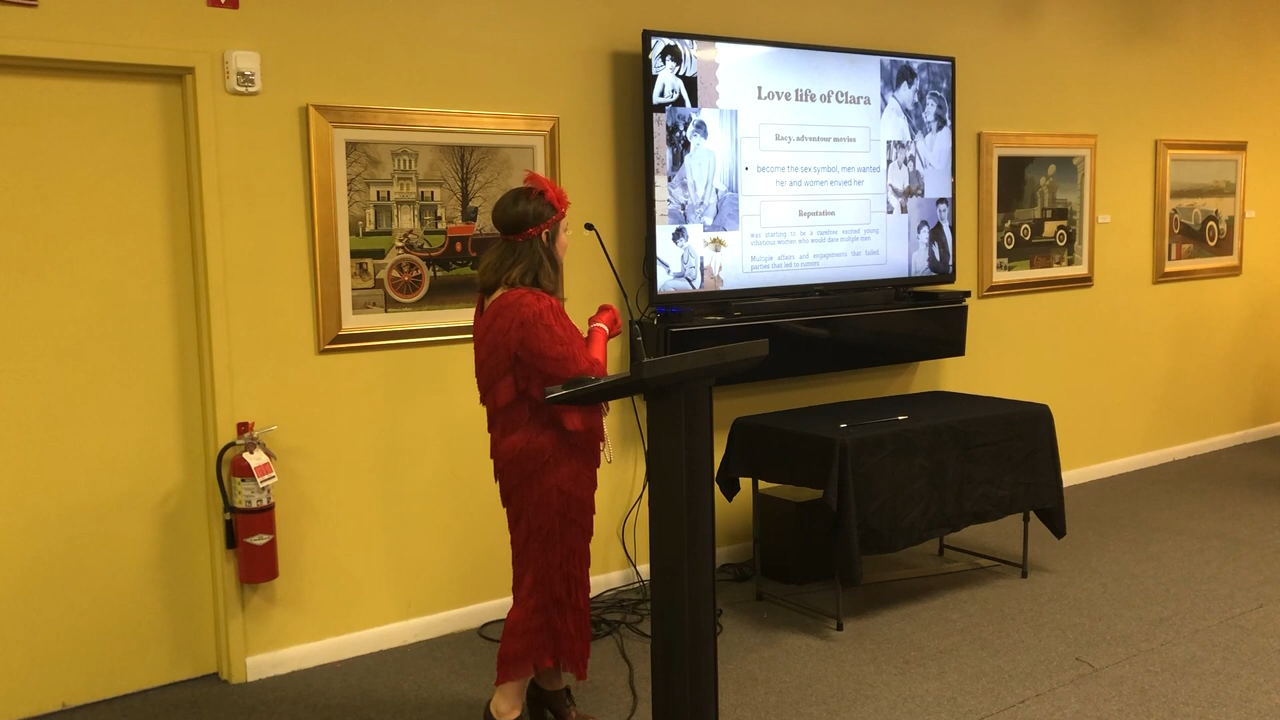 Love life of Clara
Racy, adventour movies
• become the sex symbol, men wanted
her and women envied her
Reputation
was starting to be a carefree excited young
vibatious women who would dare multiple men
Multiple affairs and engagements that failed,
parties that led to rumors